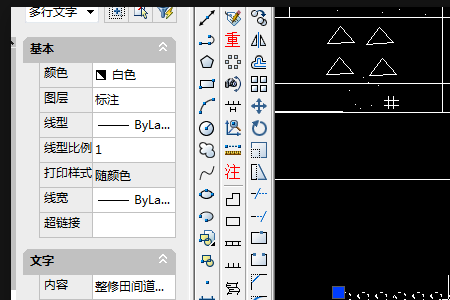 多行文字
基本
颜色 白色
图层 标注
线型 ByLa...
线型比例 1
打印样式 随颜色
线宽 ByLa...
超链接
文字
内容 整修田间道...
重
注